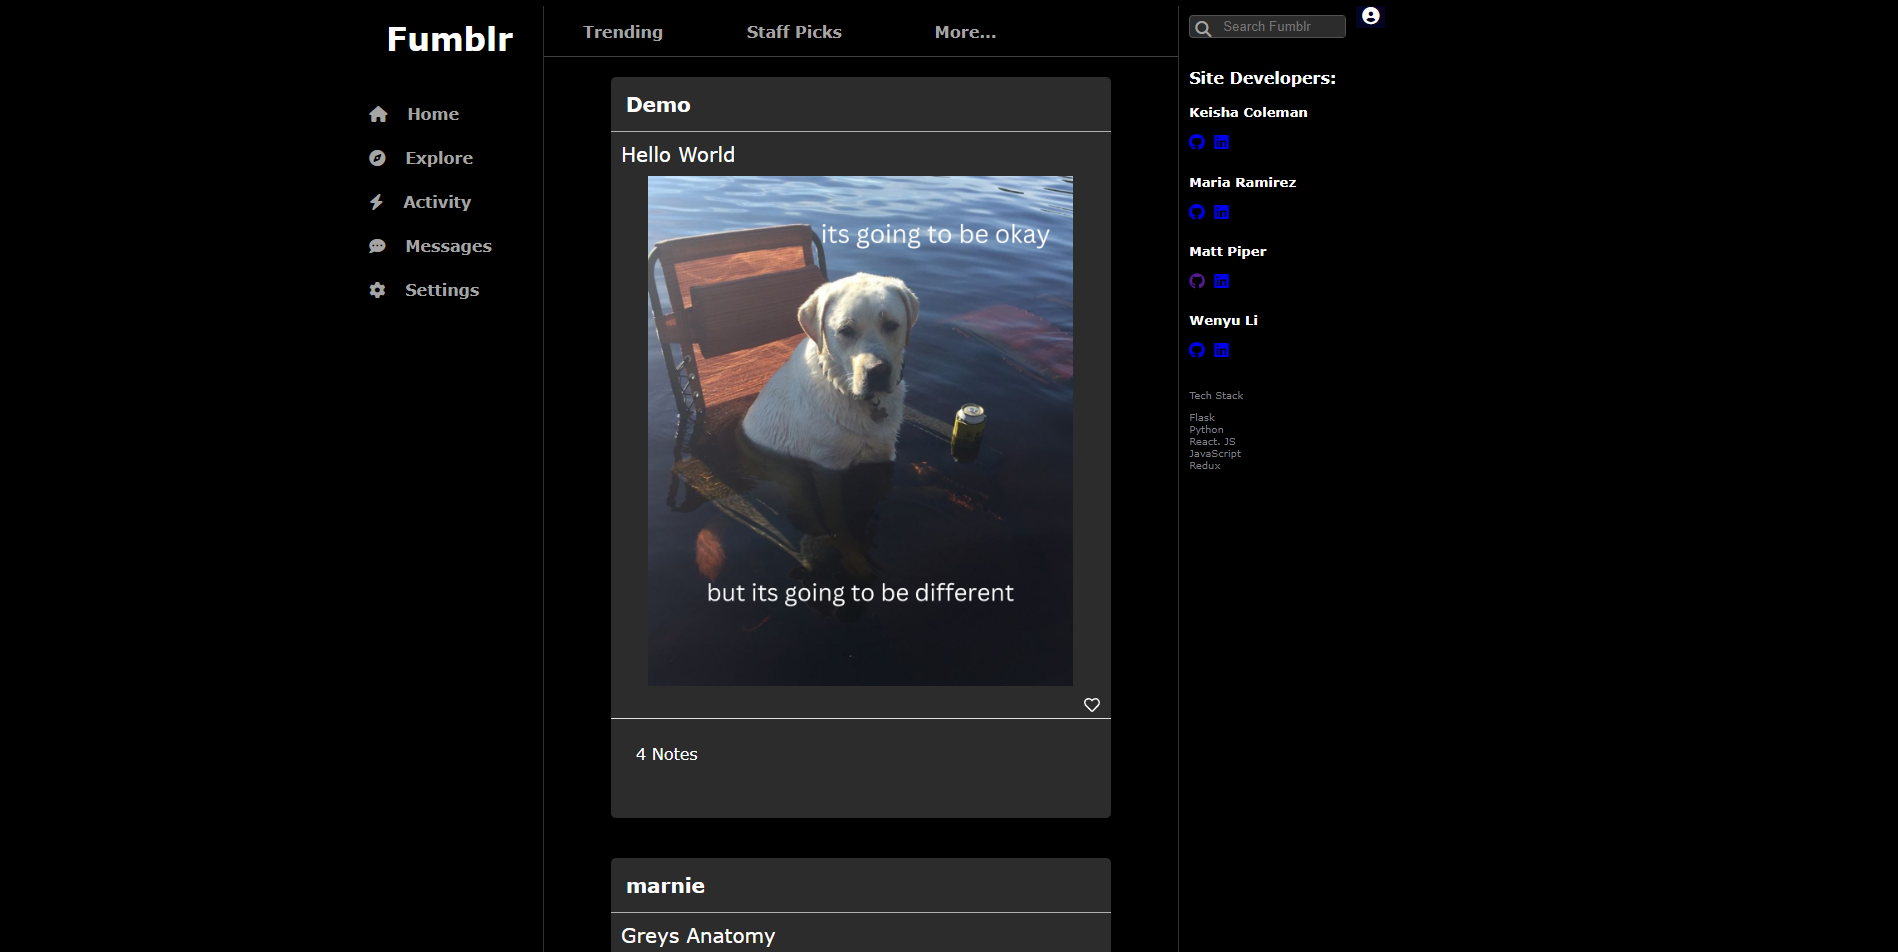 Fumblr
Home
Explore
Activity
Messages
Settings
Trending
Staff Picks
More...
Demo
Hello World
its going to be okay
but its going to be different
4 Notes
marnie
Greys Anatomy
Search Fumblr
Site Developers:
Keisha Coleman
Maria Ramirez
Matt Piper
Wenyu Li
Tech Stack
Flask
Python
React. JS
JavaScript
Redux